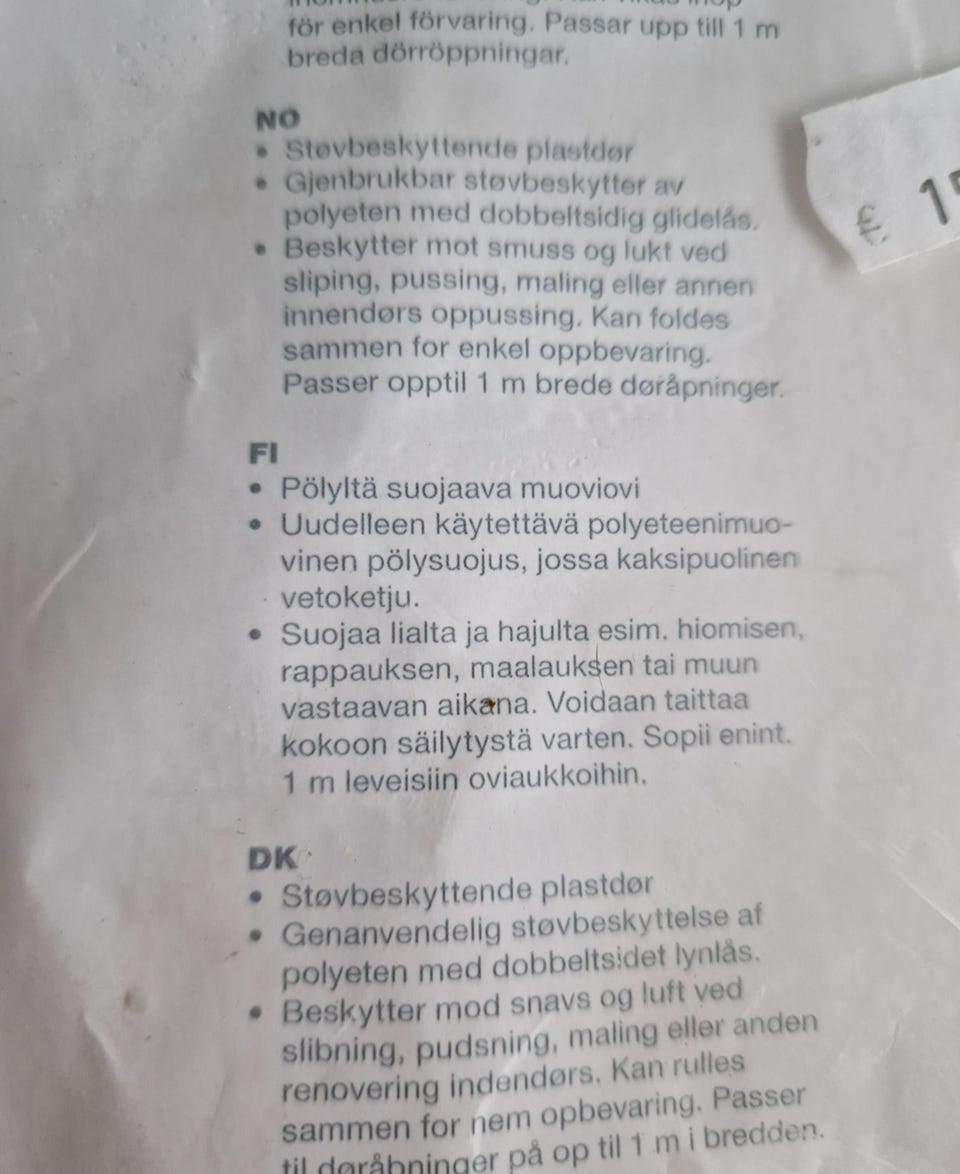 för enkel förvaring. Passar upp till 1 m
breda dörröppningar.
NO
• Støvbeskyttende plastdør
• Gjenbrukbar støvbeskytter av
polyeten med dobbeltsidig glidelås.
• Beskytter mot smuss og lukt ved
sliping, pussing, maling eller annen
innendørs oppussing. Kan foldes
sammen for enkel oppbevaring.
Passer opptil 1 m brede døråpninger.
FI
• Pölyltä suojaava muoviovi
• Uudelleen käytettävä polyeteenimuo-
vinen pölysuojus, jossa kaksipuolinen
vetoketju.
• Suojaa lialta ja hajulta esim. hiomisen,
rappauksen, maalauksen tai muun
vastaavan aikana. Voidaan taittaa
kokoon säilytystä varten. Sopii enint.
1 m leveisiin oviaukkoihin.
DK
• Støvbeskyttende plastdør
• Genanvendelig støvbeskyttelse af
polyeten med dobbeltsidet lynlås.
• Beskytter mod snavs og luft ved
slibning, pudsning, maling eller anden
renovering indendørs. Kan rulles
sammen for nem opbevaring. Passer
til døråbninger på op til 1 m i bredden.
€. 1